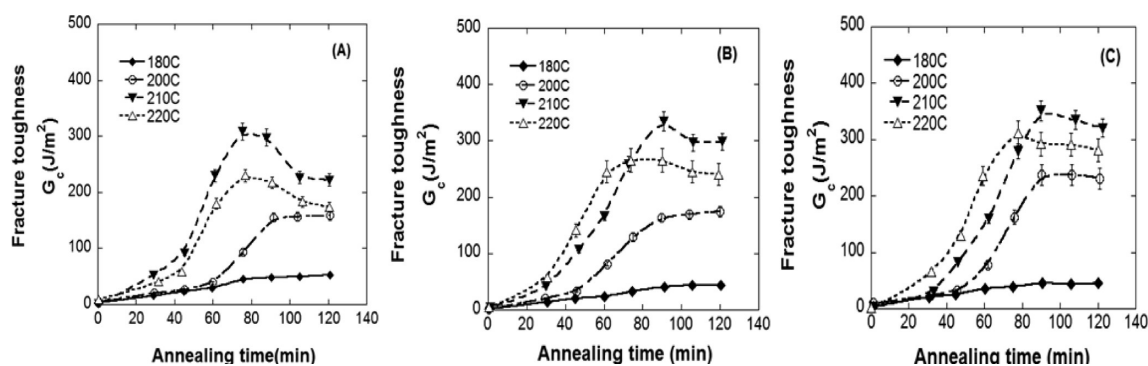 500
400
300
200
100
0
0 20 40 60 80 100 120 140
Fracture toughness
G_c(J/m²)
Annealing time(min)
(A)
180C
200C
210C
220C
500
400
300
200
100
0
0 20 40 60 80 100 120 140
Fracture toughness
G_c(J/m²)
Annealing time (min)
(B)
180C
200C
210C
220C
500
400
300
200
100
0
0 20 40 60 80 100 120 140
Fracture toughness
G_c(J/m²)
Annealing time (min)
(C)
180C
200C
210C
220C